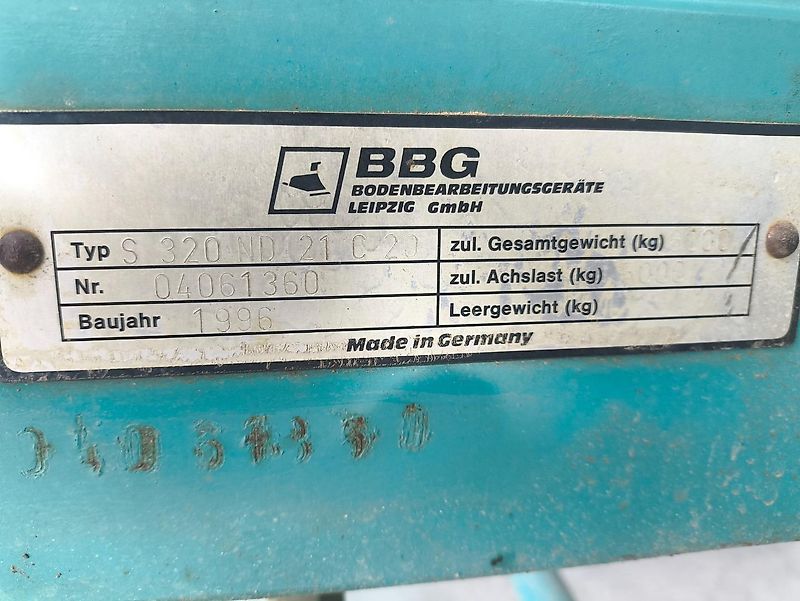 BBG
BODENBEARBEITUNGSGERÄTE
LEIPZIG GmbH
Typ S 320 ND 21 C 20 zul. Gesamtgewicht (kg)
Nr. 04061360 zul. Achslast (kg)
Baujahr 1996 Leergewicht (kg)
Made in Germany